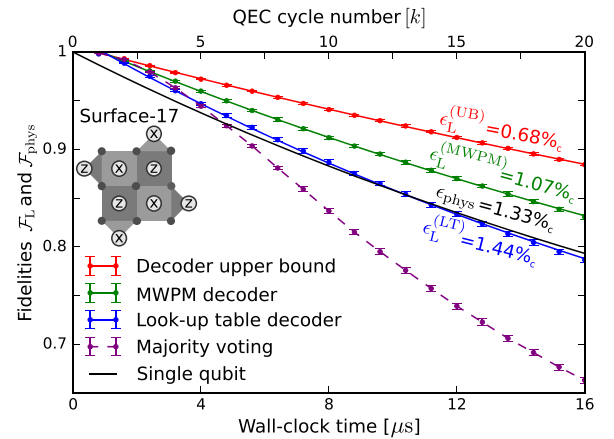 QEC cycle number [k]
0 5 10 15 20
Fidelities F_L and F_phys
1
0.9
0.8
0.7
Surface-17
X
Z X Z
Z X Z
X
ϵ_L^(UB)=0.68%_c
ϵ_L^(MWPM)=1.07%_c
ϵ_phys=1.33%_c
ϵ_L^(LT)=1.44%_c
Decoder upper bound
MWPM decoder
Look-up table decoder
Majority voting
Single qubit
0 4 8 12 16
Wall-clock time [μs]